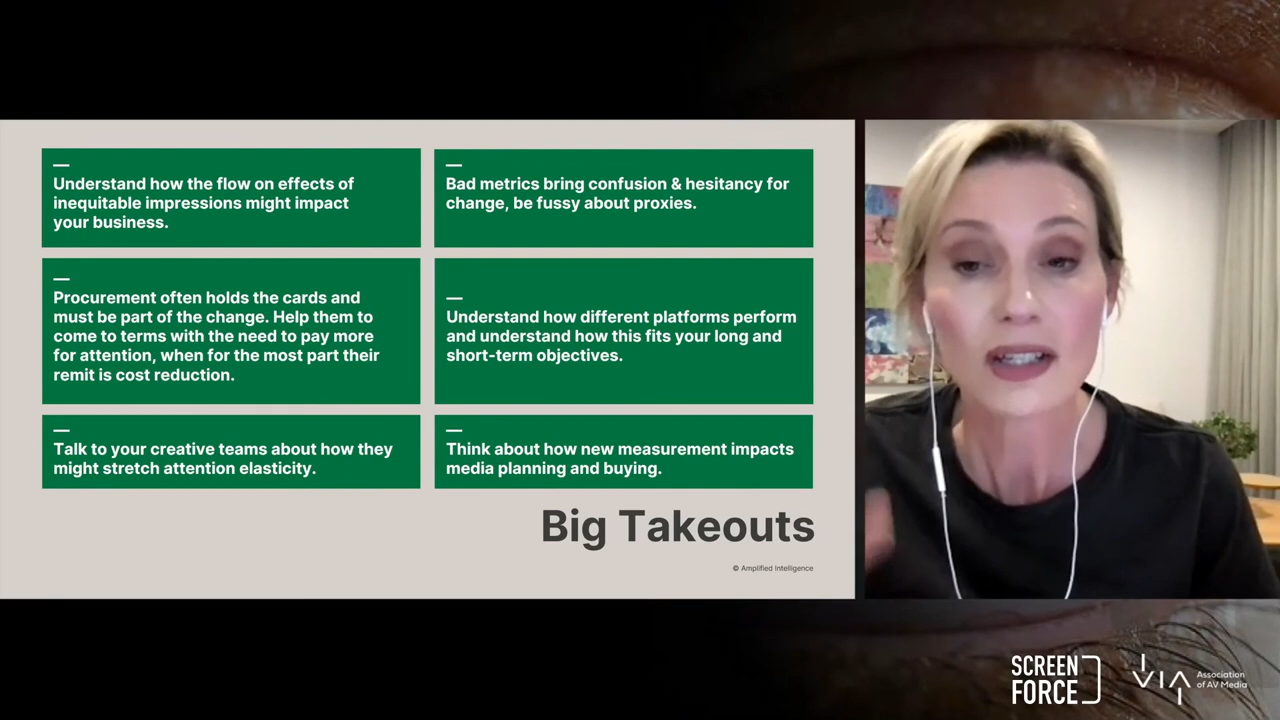 Understand how the flow on effects of
inequitable impressions might impact
your business.
Bad metrics bring confusion & hesitancy for
change, be fussy about proxies.
Procurement often holds the cards and
must be part of the change. Help them to
come to terms with the need to pay more
for attention, when for the most part their
remit is cost reduction.
Understand how different platforms perform
and understand how this fits your long and
short-term objectives.
Talk to your creative teams about how they
might stretch attention elasticity.
Think about how new measurement impacts
media planning and buying.
Big Takeouts
© Amplified Intelligence
SCREEN
FORCE
VIA
Association
of AV Media